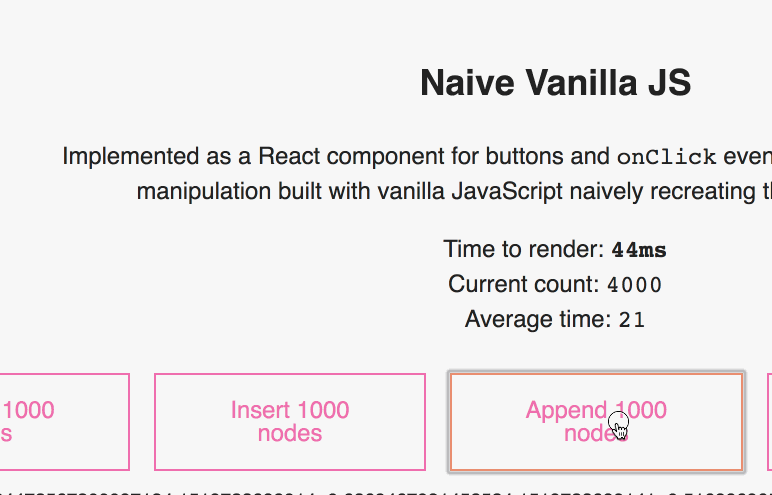 Naive Vanilla JS
Implemented as a React component for buttons and onClick even
manipulation built with vanilla JavaScript naively recreating t
Time to render: 44ms
Current count: 4000
Average time: 21
1000
s
Insert 1000
nodes
Append 1000
nodes